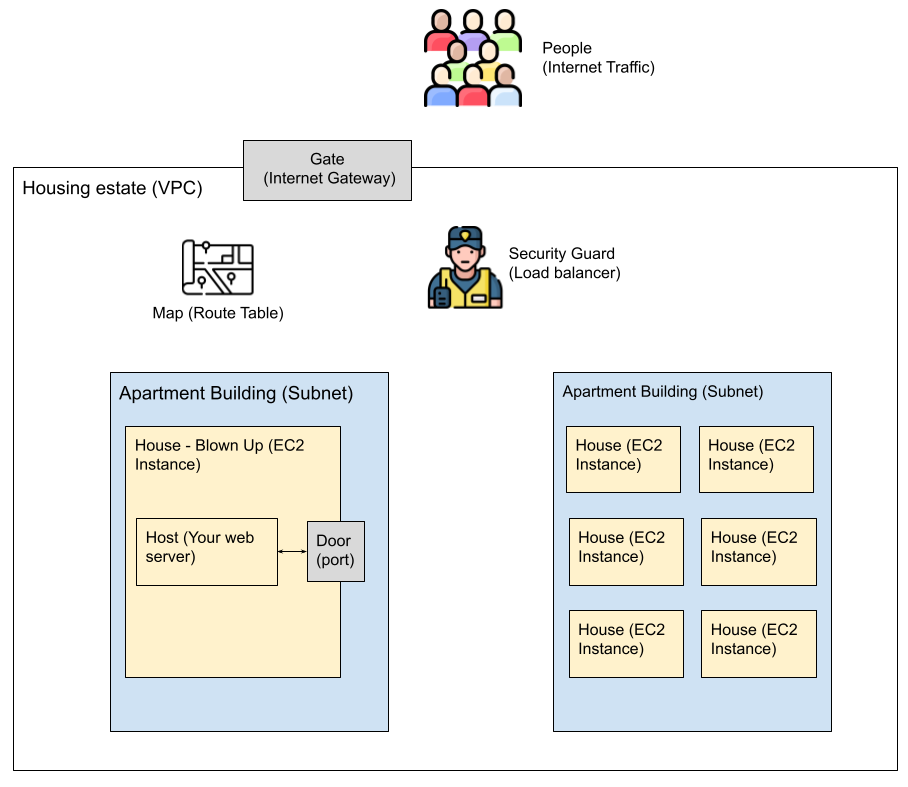 People
(Internet Traffic)
Gate
(Internet Gateway)
Housing estate (VPC)
Security Guard
(Load balancer)
Map (Route Table)
Apartment Building (Subnet)
House - Blown Up (EC2
Instance)
Host (Your web
server)
Door
(port)
Apartment Building (Subnet)
House (EC2
Instance)
House (EC2
Instance)
House (EC2
Instance)
House (EC2
Instance)
House (EC2
Instance)
House (EC2
Instance)